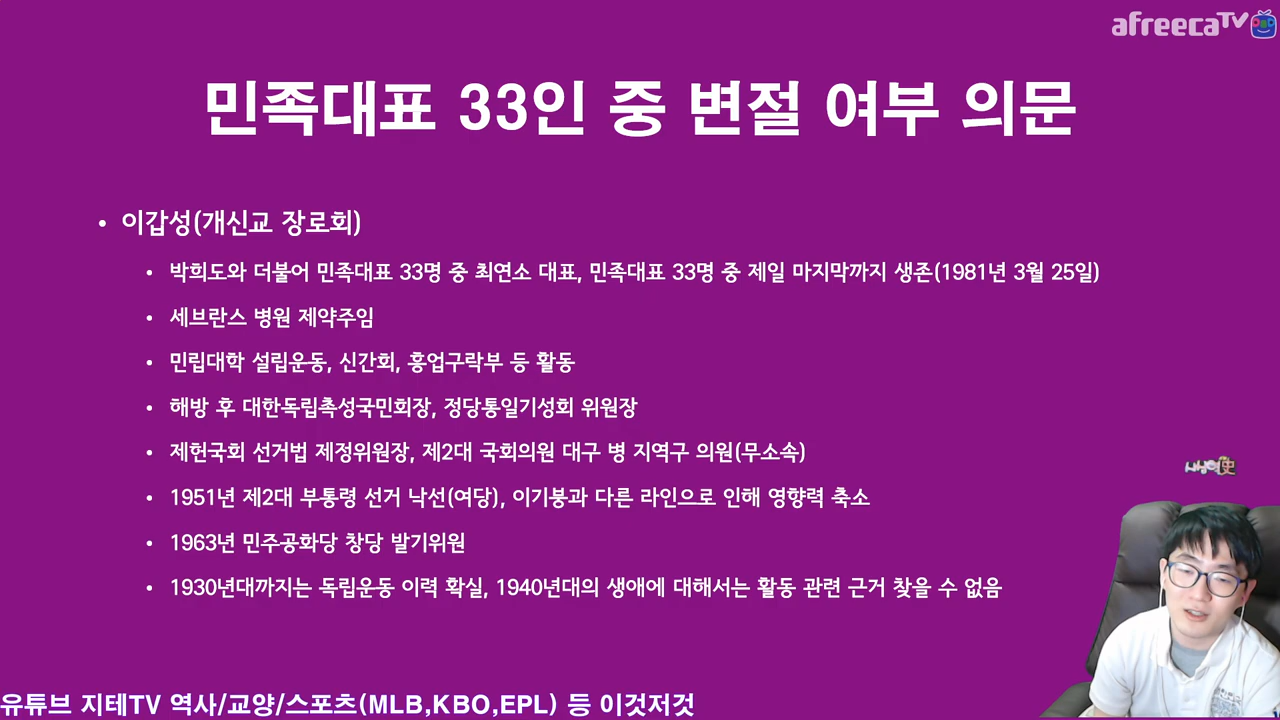 afreecaTV
민족대표 33인 중 변절 여부 의문
• 이갑성(개신교 장로회)
• 박희도와 더불어 민족대표 33명 중 최연소 대표, 민족대표 33명 중 제일 마지막까지 생존(1981년 3월 25일)
• 세브란스 병원 제약주임
• 민립대학 설립운동, 신간회, 흥업구락부 등 활동
• 해방 후 대한독립촉성국민회장, 정당통일기성회 위원장
• 제헌국회 선거법 제정위원장, 제2대 국회의원 대구 병 지역구 의원(무소속)
• 1951년 제2대 부통령 선거 낙선(여당), 이기붕과 다른 라인으로 인해 영향력 축소
• 1963년 민주공화당 창당 발기위원
• 1930년대까지는 독립운동 이력 확실, 1940년대의 생애에 대해서는 활동 관련 근거 찾을 수 없음
유튜브 지테TV 역사/교양/스포츠(MLB,KBO,EPL) 등 이것저것